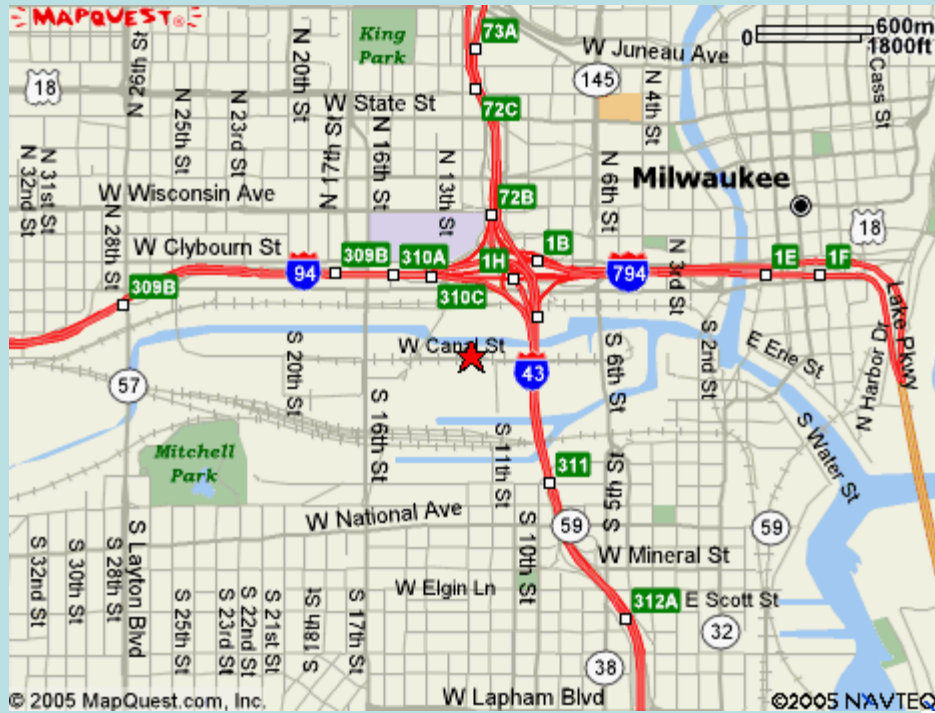 MAPQUEST
73A
King
Park
W Juneau Ave
0
600m
1800ft
18
N 26th St
N 20th St
145
N 4th St
Cass St
N 25th St
N 23rd St
W State St
72C
N 17th St
N 16th St
N 32nd St
N 31st St
N 28th St
W Wisconsin Ave
N 13th St
72B
N 6th St
Milwaukee
18
W Clybourn St
309B
310A
1H
1B
N 3rd St
1E
1F
94
794
309B
310C
Lake Pkwy
W Canal St
S 20th St
43
S 6th St
S 2nd St
E Erie St
N Harbor Dr
57
S 16th St
Mitchell
Park
S 11th St
311
S 5th St
S Water St
W National Ave
59
59
S 10th St
W Mineral St
S 32nd St
S 30th St
S 28th St
S Layton Blvd
W Elgin Ln
312A
E Scott St
S 25th St
S 23rd St
S 22nd St
S 21st St
S 18th St
S 17th St
32
38
W Lapham Blvd
© 2005 MapQuest.com, Inc.
©2005 NAVTEQ